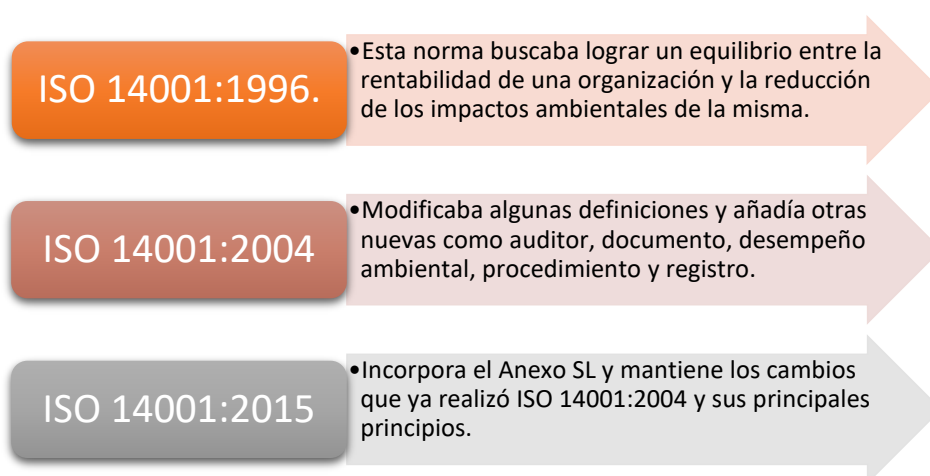 ISO 14001:1996.
•Esta norma buscaba lograr un equilibrio entre la
rentabilidad de una organización y la reducción
de los impactos ambientales de la misma.
ISO 14001:2004
•Modificaba algunas definiciones y añadía otras
nuevas como auditor, documento, desempeño
ambiental, procedimiento y registro.
ISO 14001:2015
•Incorpora el Anexo SL y mantiene los cambios
que ya realizó ISO 14001:2004 y sus principales
principios.